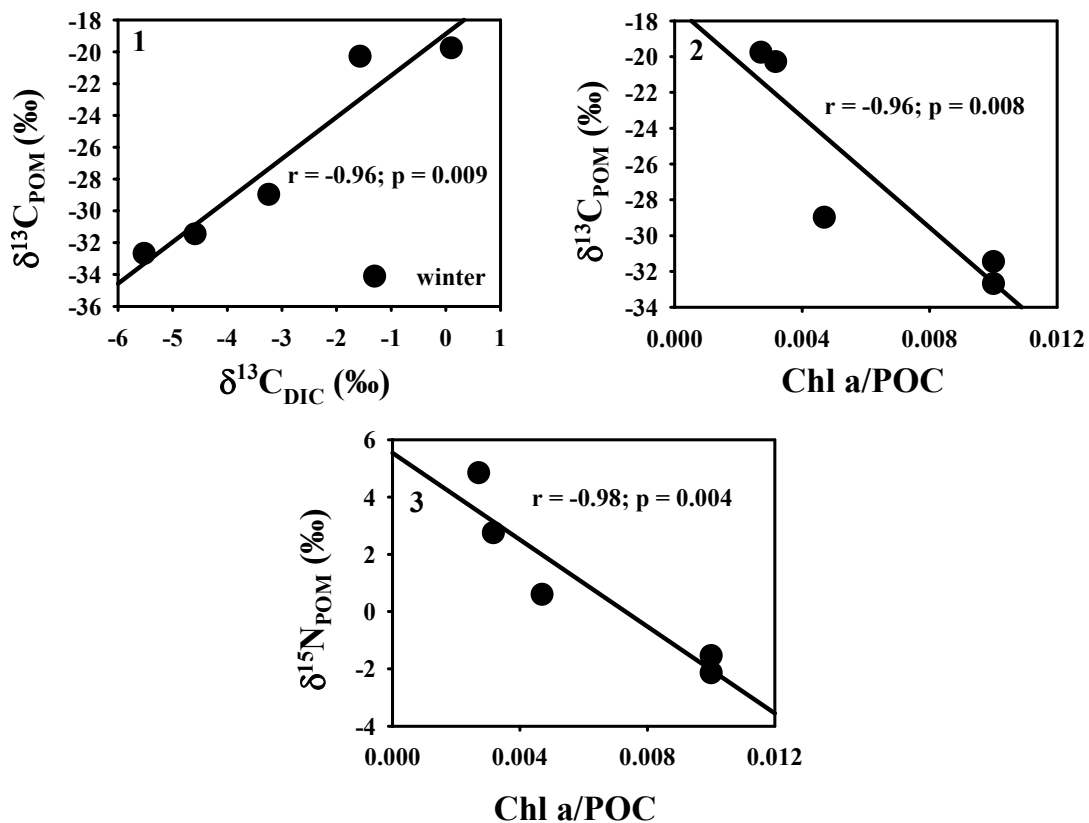 1
δ13CPOM (‰)
-18
-20
-22
-24
-26
-28
-30
-32
-34
-36
r = -0.96; p = 0.009
winter
-6 -5 -4 -3 -2 -1 0 1
δ13CDIC (‰)
2
δ13CPOM (‰)
-18
-20
-22
-24
-26
-28
-30
-32
-34
r = -0.96; p = 0.008
0.000 0.004 0.008 0.012
Chl a/POC
3
δ15NPOM (‰)
6
4
2
0
-2
-4
r = -0.98; p = 0.004
0.000 0.004 0.008 0.012
Chl a/POC